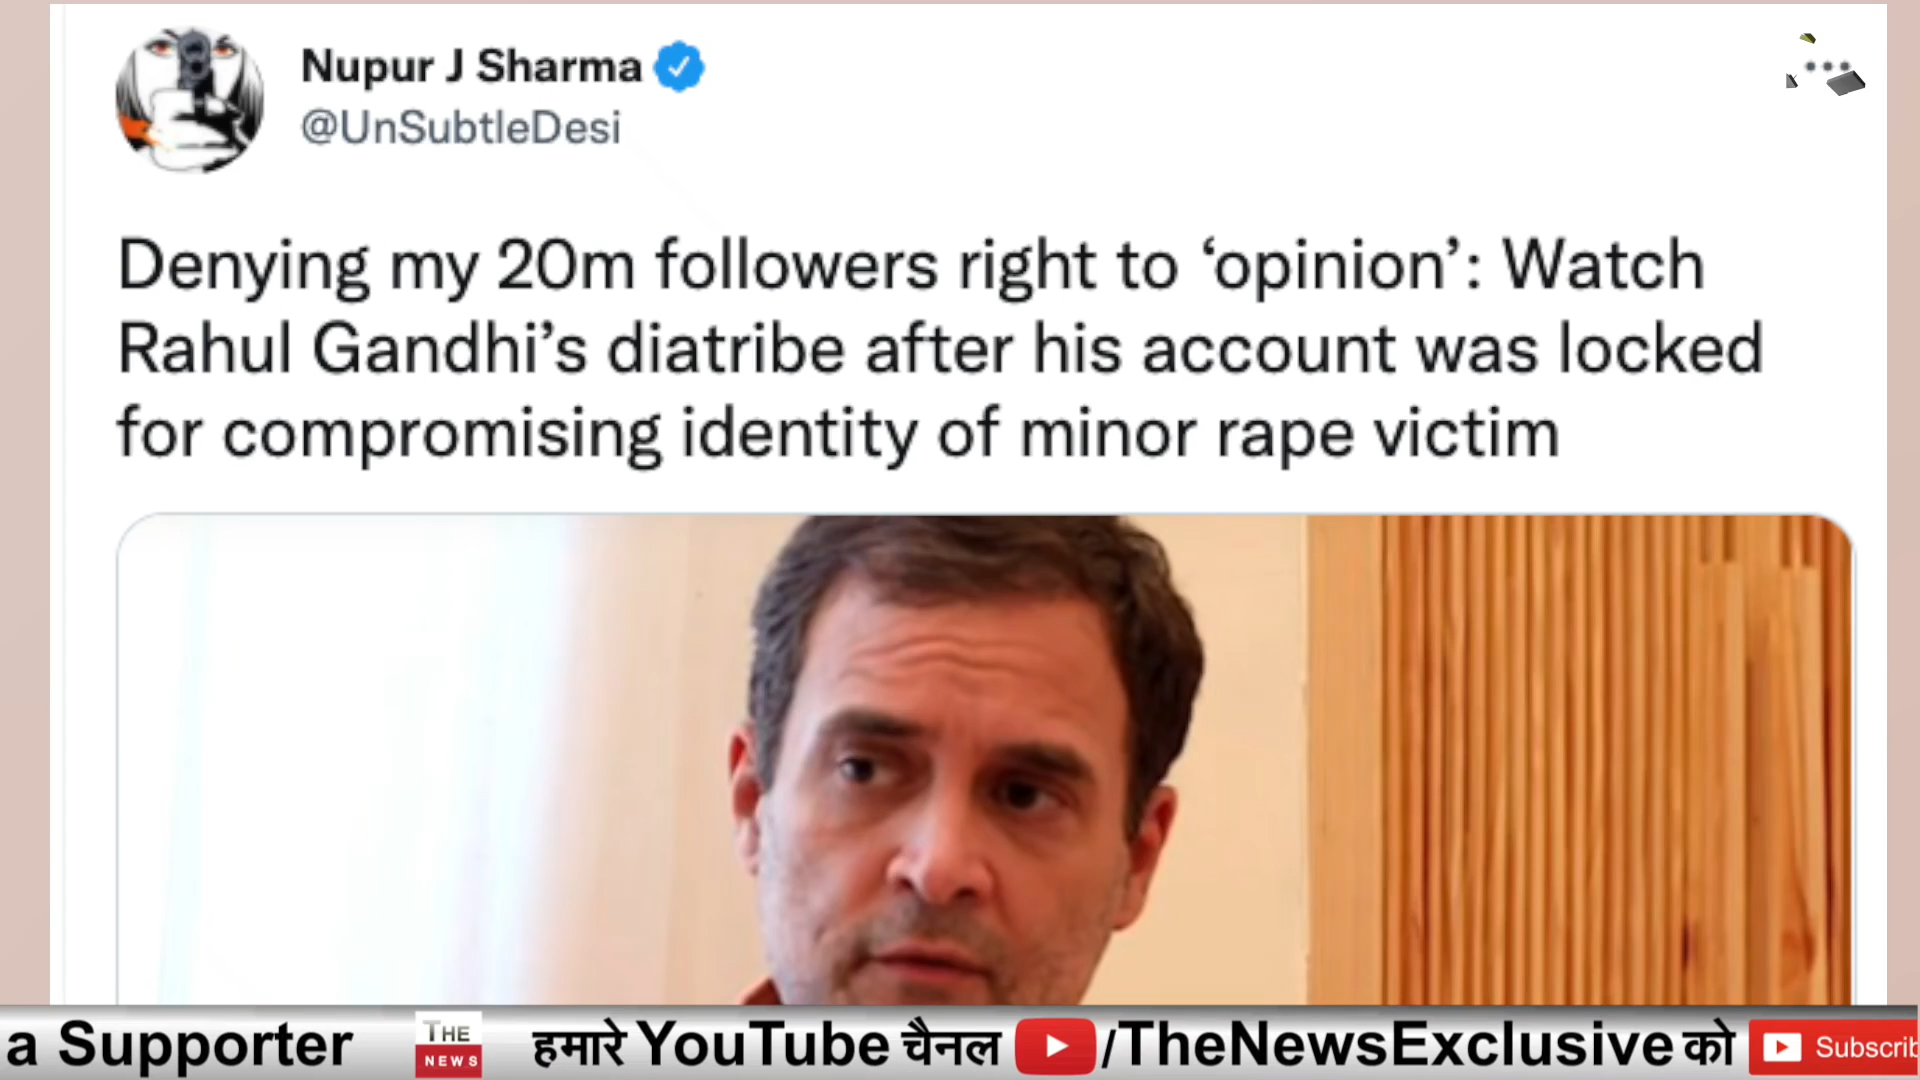 Nupur J Sharma
@UnSubtleDesi
Denying my 20m followers right to ‘opinion’: Watch
Rahul Gandhi’s diatribe after his account was locked
for compromising identity of minor rape victim
a Supporter THE NEWS हमारे YouTube चैनल /TheNewsExclusive को Subscrib